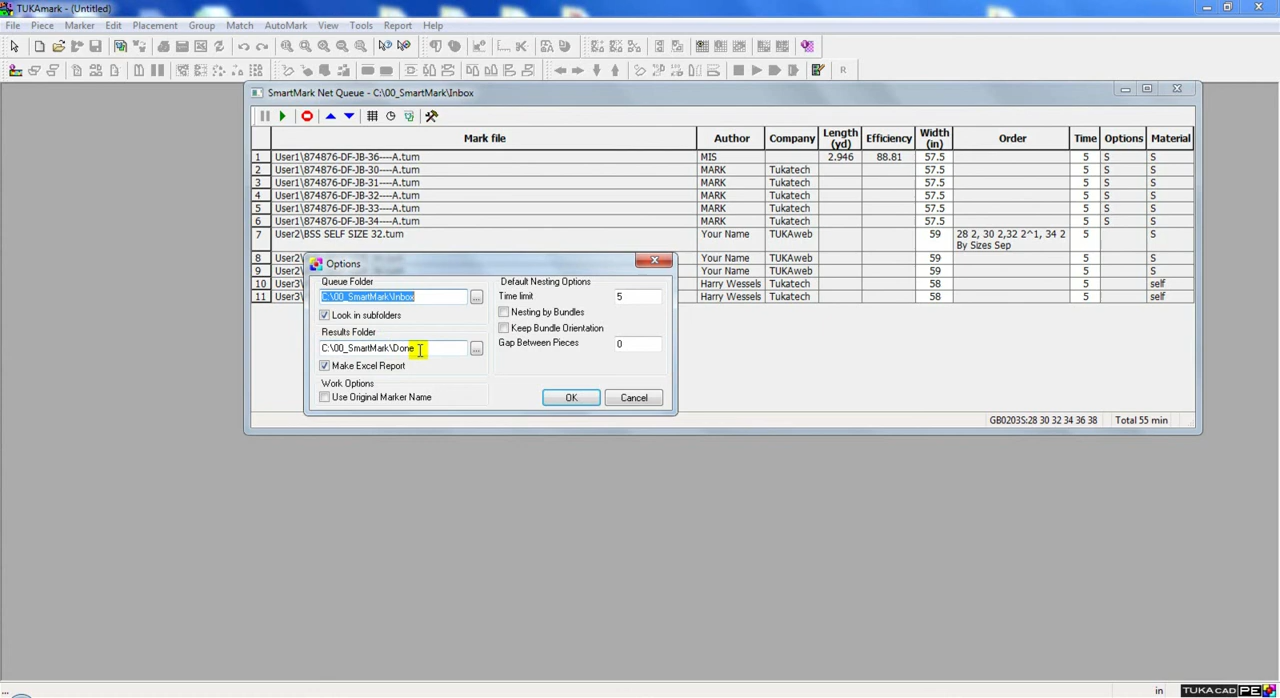 TUKAmark - (Untitled)
File Piece Marker Edit Placement Group Match AutoMark View Tools Report Help
R
SmartMark Net Queue - C:\00_SmartMark\Inbox
Mark file Author Company Length (yd) Efficiency Width (in) Order Time Options Material
1 User1\874876-DF-JB-36----A.tum MIS 2.946 88.81 57.5 5 S S
2 User1\874876-DF-JB-30----A.tum MARK Tukatech 57.5 5 S S
3 User1\874876-DF-JB-31----A.tum MARK Tukatech 57.5 5 S S
4 User1\874876-DF-JB-32----A.tum MARK Tukatech 57.5 5 S S
5 User1\874876-DF-JB-33----A.tum MARK Tukatech 57.5 5 S S
6 User1\874876-DF-JB-34----A.tum MARK Tukatech 57.5 5 S S
7 User2\BSS SELF SIZE 32.tum Your Name TUKAweb 59 28 2, 30 2,32 2^1, 34 2 5 S
By Sizes Sep
8 User2\ Your Name TUKAweb 59 5 S
9 User2\ Your Name TUKAweb 59 5 S
10 User3\ Harry Wessels Tukatech 58 5 self
11 User3\ Harry Wessels Tukatech 58 5 self
Options
Queue Folder
C:\00_SmartMark\Inbox ...
Look in subfolders
Results Folder
C:\00_SmartMark\Done ...
Make Excel Report
Work Options
Use Original Marker Name
Default Nesting Options
Time limit 5
Nesting by Bundles
Keep Bundle Orientation
Gap Between Pieces 0
OK Cancel
GB0203S:28 30 32 34 36 38 Total 55 min
... in TUKACAD PE